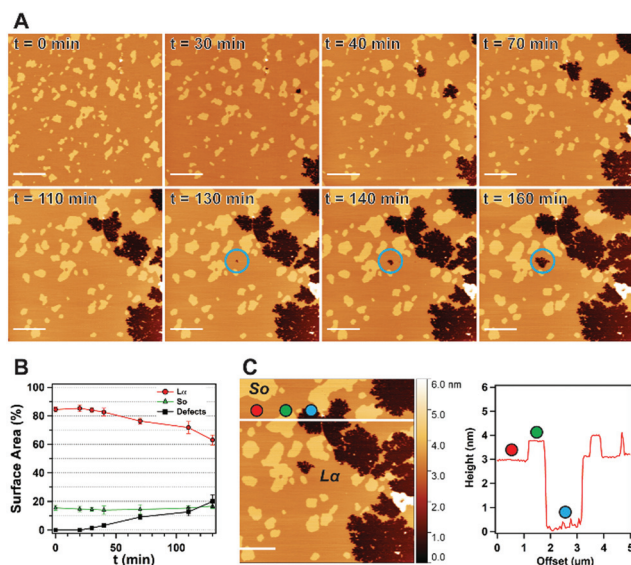 A
t = 0 min
t = 30 min
t = 40 min
t = 70 min
t = 110 min
t = 130 min
t = 140 min
t = 160 min
B
100
80
60
40
20
0
Surface Area (%)
Lα
So
Defects
0
50
100
t (min)
C
So
Lα
6.0 nm
5.0
4.0
3.0
2.0
1.0
0.0
6
5
4
3
2
1
0
Height (nm)
0
1
2
3
4
5
Offset (μm)